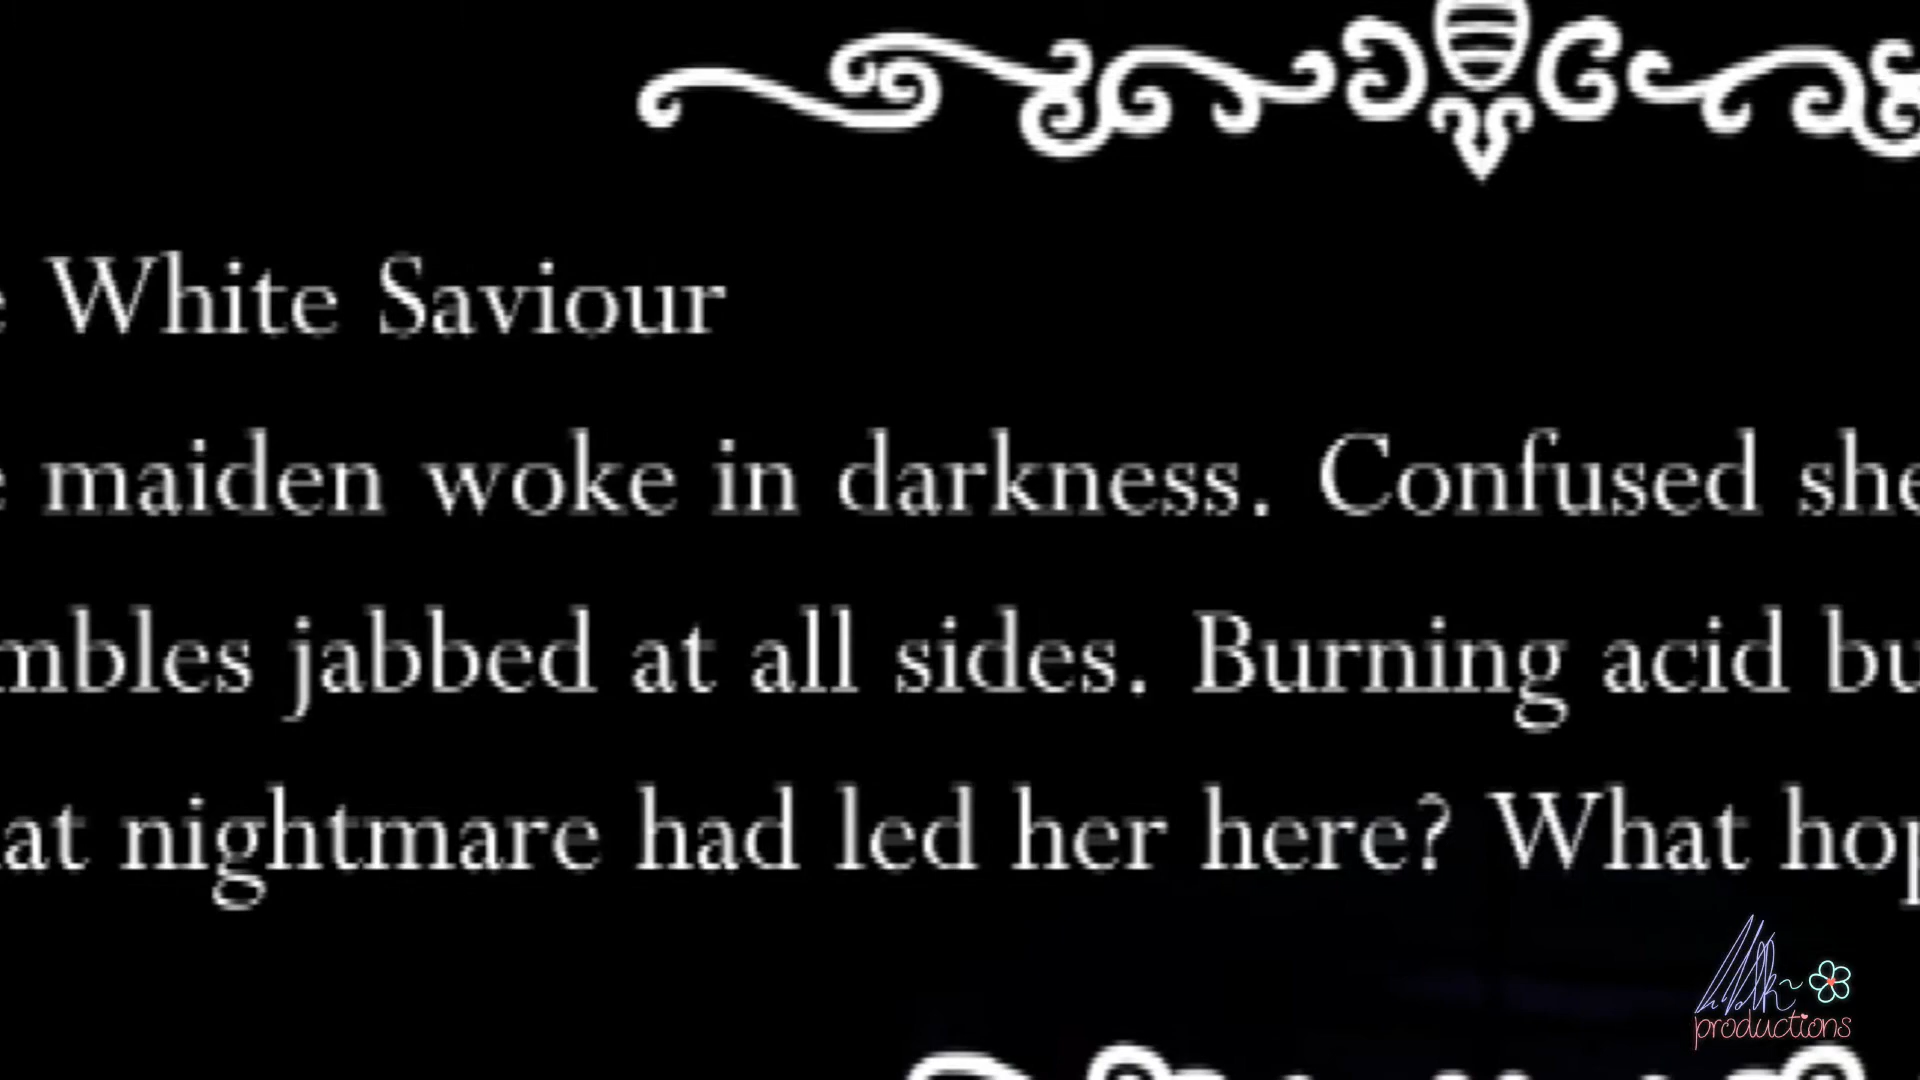 e White Saviour
e maiden woke in darkness. Confused she
mbles jabbed at all sides. Burning acid bu
at nightmare had led her here? What hop
productions